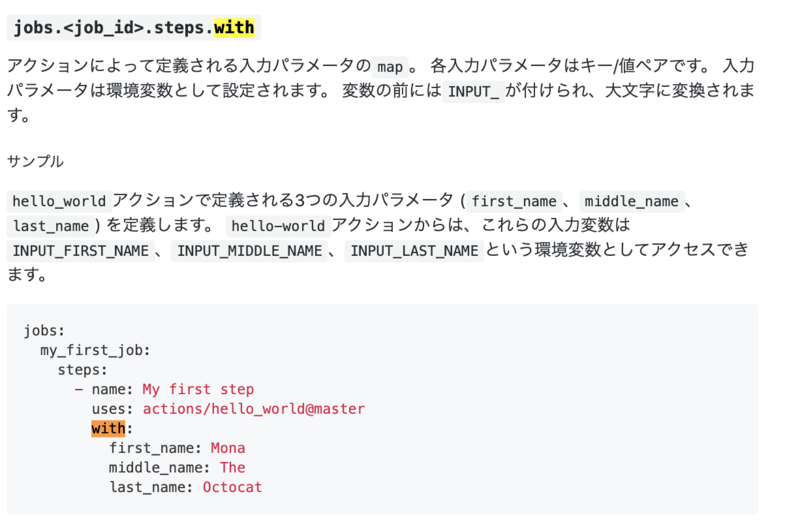 jobs.<job_id>.steps.with
アクションによって定義される入力パラメータの map 。 各入力パラメータはキー/値ペアです。 入力
パラメータは環境変数として設定されます。 変数の前には INPUT_ が付けられ、大文字に変換されま
す。
サンプル
hello_world アクションで定義される3つの入力パラメータ ( first_name 、 middle_name 、
last_name ) を定義します。 hello-world アクションからは、これらの入力変数は
INPUT_FIRST_NAME 、 INPUT_MIDDLE_NAME 、 INPUT_LAST_NAME という環境変数としてアクセスでき
ます。
jobs:
  my_first_job:
    steps:
      - name: My first step
        uses: actions/hello_world@master
        with:
          first_name: Mona
          middle_name: The
          last_name: Octocat